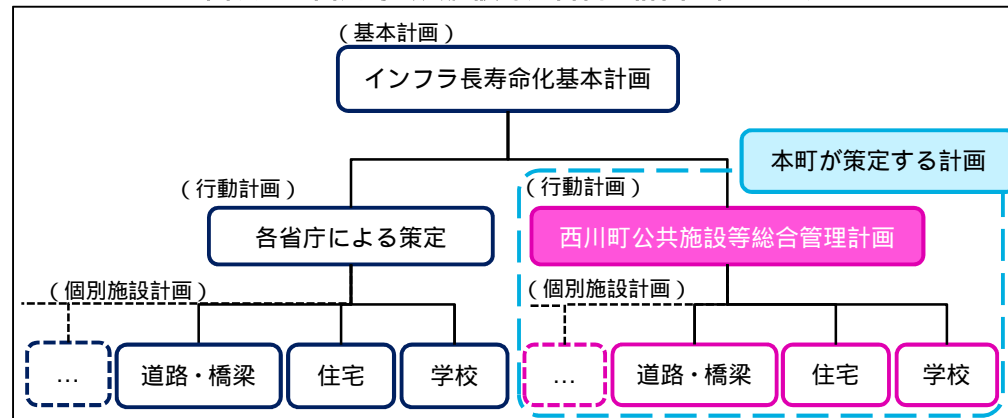 （基本計画）
インフラ長寿命化基本計画
本町が策定する計画
（行動計画）
（行動計画）
各省庁による策定
西川町公共施設等総合管理計画
（個別施設計画）
（個別施設計画）
…
道路・橋梁
住宅
学校
…
道路・橋梁
住宅
学校